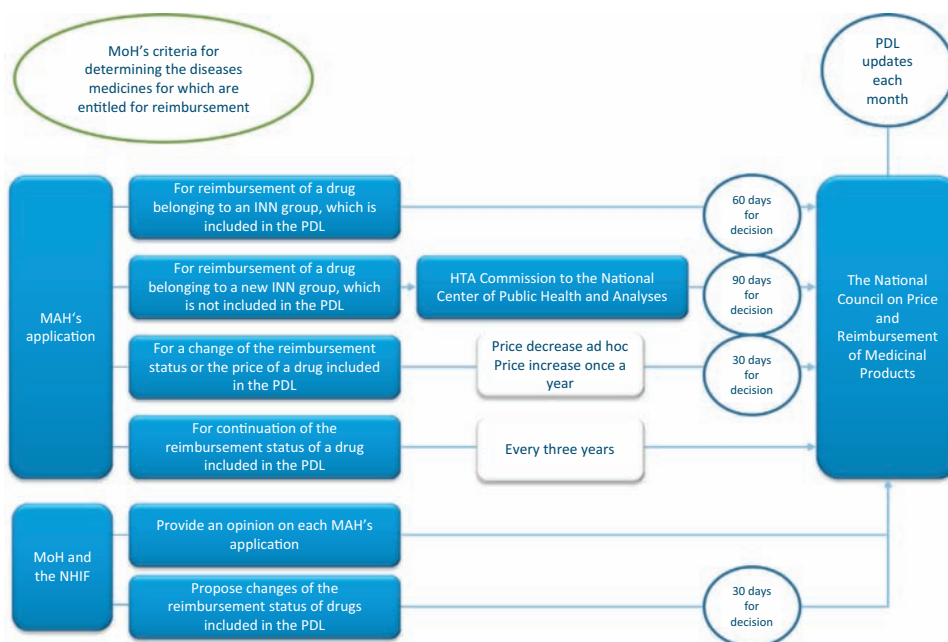 MoH's criteria for
determining the diseases
medicines for which are
entitled for reimbursement
PDL
updates
each
month
MAH's
application
For reimbursement of a drug
belonging to an INN group, which is
included in the PDL
60 days
for
decision
For reimbursement of a drug
belonging to a new INN group, which
is not included in the PDL
HTA Commission to the National
Center of Public Health and Analyses
90 days
for
decision
For a change of the reimbursement
status or the price of a drug included
in the PDL
Price decrease ad hoc
Price increase once a
year
30 days
for
decision
For continuation of the
reimbursement status of a drug
included in the PDL
Every three years
The National
Council on Price
and
Reimbursement
of Medicinal
Products
MoH and
the NHIF
Provide an opinion on each MAH's
application
Propose changes of the
reimbursement status of drugs
included in the PDL
30 days
for
decision